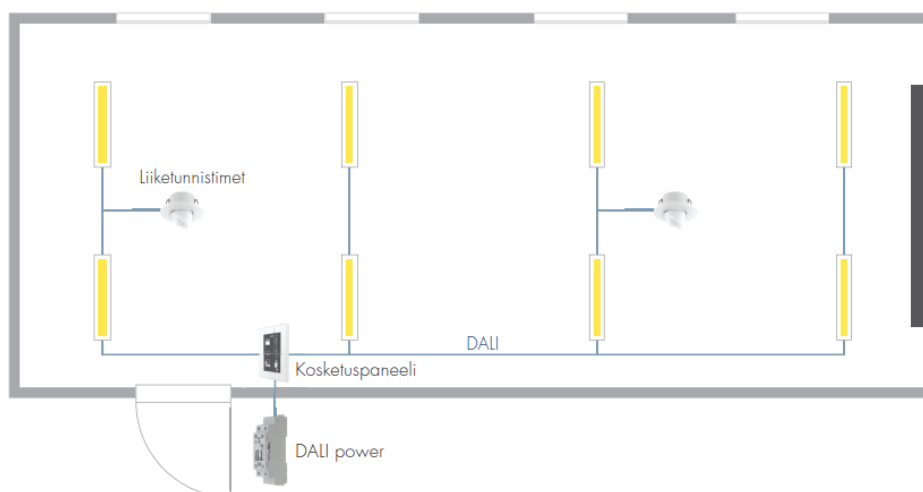 Liiketunnistimet
DALI
Kosketuspaneeli
DALI power